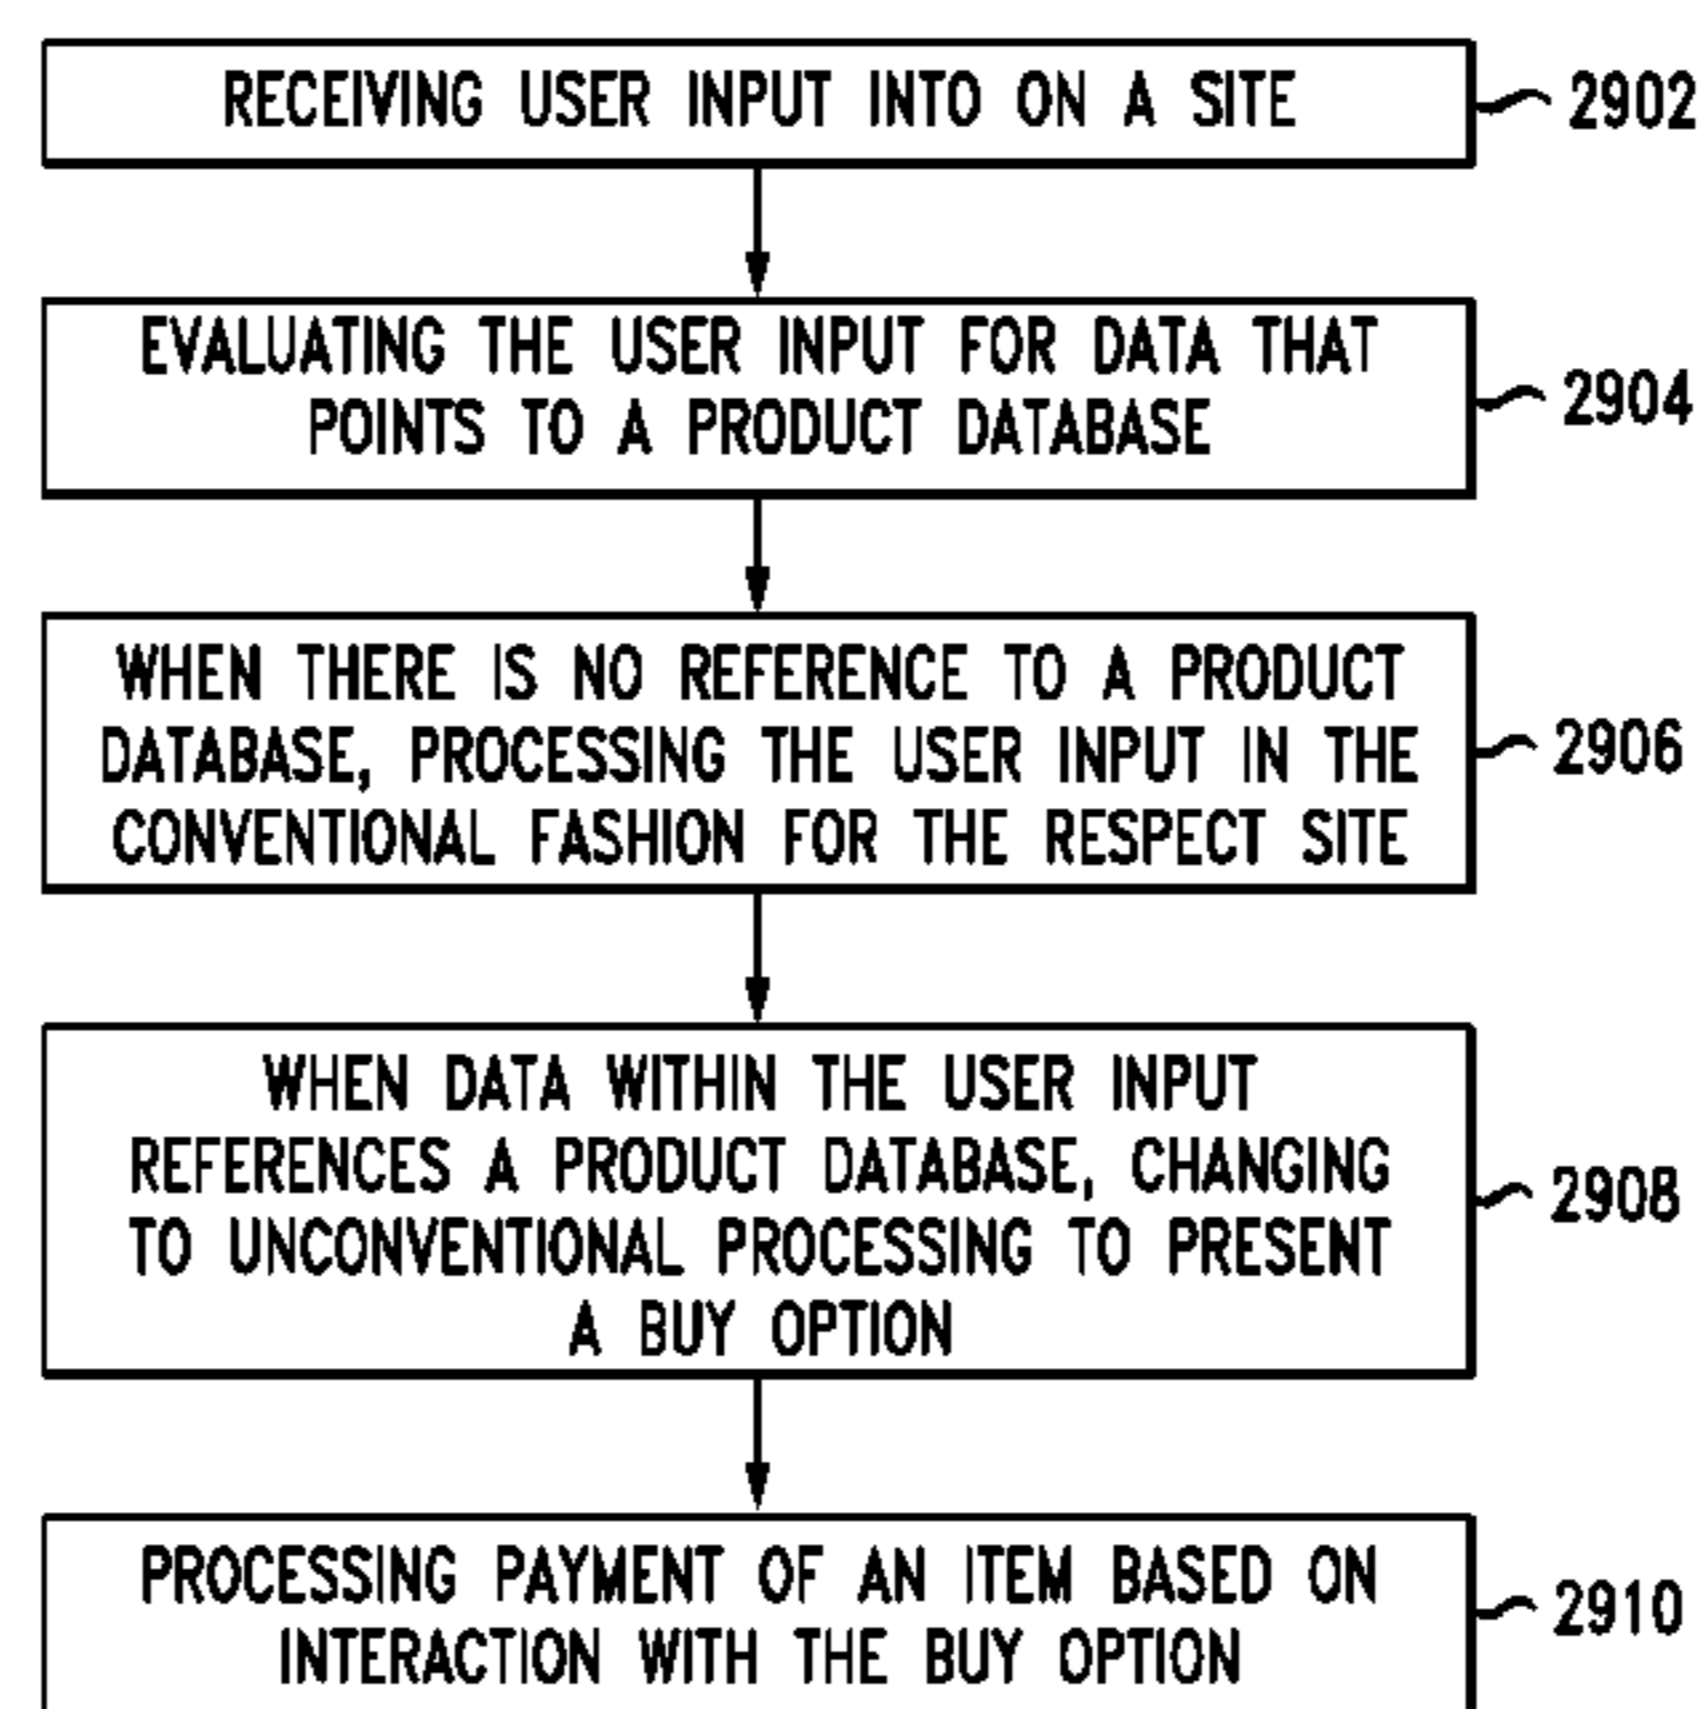 RECEIVING USER INPUT INTO ON A SITE
2902
EVALUATING THE USER INPUT FOR DATA THAT
POINTS TO A PRODUCT DATABASE
2904
WHEN THERE IS NO REFERENCE TO A PRODUCT
DATABASE, PROCESSING THE USER INPUT IN THE
CONVENTIONAL FASHION FOR THE RESPECT SITE
2906
WHEN DATA WITHIN THE USER INPUT
REFERENCES A PRODUCT DATABASE, CHANGING
TO UNCONVENTIONAL PROCESSING TO PRESENT
A BUY OPTION
2908
PROCESSING PAYMENT OF AN ITEM BASED ON
INTERACTION WITH THE BUY OPTION
2910